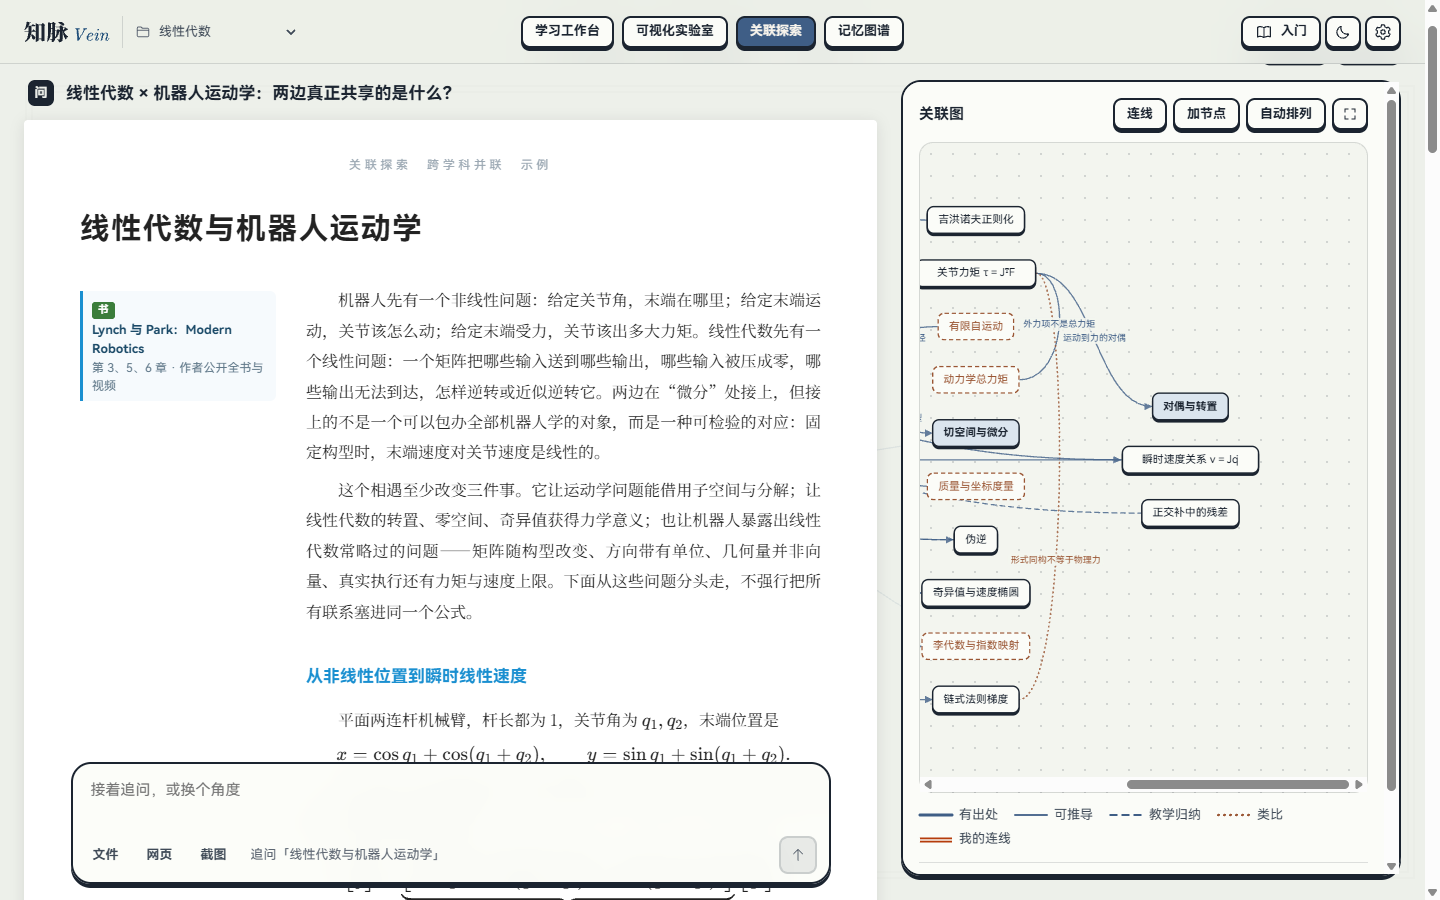 知脉 Vein
线性代数
学习工作台
可视化实验室
关联探索
记忆图谱
入门
问 线性代数 × 机器人运动学：两边真正共享的是什么？
关联探索 跨学科并联 示例
线性代数与机器人运动学
书
Lynch 与 Park：Modern
Robotics
第 3、5、6 章 · 作者公开全书与
视频
机器人先有一个非线性问题：给定关节角，末端在哪里；给定末端运
动，关节该怎么动；给定末端受力，关节该出多大力矩。线性代数先有一
个线性问题：一个矩阵把哪些输入送到哪些输出，哪些输入被压成零，哪
些输出无法到达，怎样逆转或近似逆转它。两边在“微分”处接上，但接
上的不是一个可以包办全部机器人学的对象，而是一种可检验的对应：固
定构型时，末端速度对关节速度是线性的。
这个相遇至少改变三件事。它让运动学问题能借用子空间与分解；让
线性代数的转置、零空间、奇异值获得力学意义；也让机器人暴露出线性
代数常略过的问题——矩阵随构型改变、方向带有单位、几何量并非向
量、真实执行还有力矩与速度上限。下面从这些问题分头走，不强行把所
有联系塞进同一个公式。
从非线性位置到瞬时线性速度
平面两连杆机械臂，杆长都为 1，关节角为 q₁, q₂，末端位置是
x = cos q₁ + cos(q₁ + q₂), y = sin q₁ + sin(q₁ + q₂).
接着追问，或换个角度
文件
网页
截图
追问「线性代数与机器人运动学」
关联图
连线
加节点
自动排列
吉洪诺夫正则化
关节力矩 τ = JᵀF
有限自运动
外力项不是总力矩
运动到力的对偶
动力学总力矩
对偶与转置
切空间与微分
瞬时速度关系 v = Jq̇
质量与坐标度量
正交补中的残差
伪逆
形式同构不等于物理力
奇异值与速度椭圆
李代数与指数映射
链式法则梯度
有出处
可推导
教学归纳
类比
我的连线